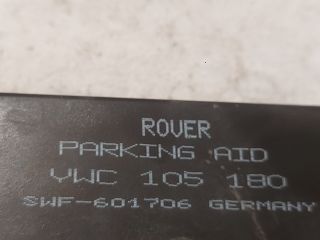 ROVER
PARKING AID
YWC 105 180
SWF-601706 GERMANY